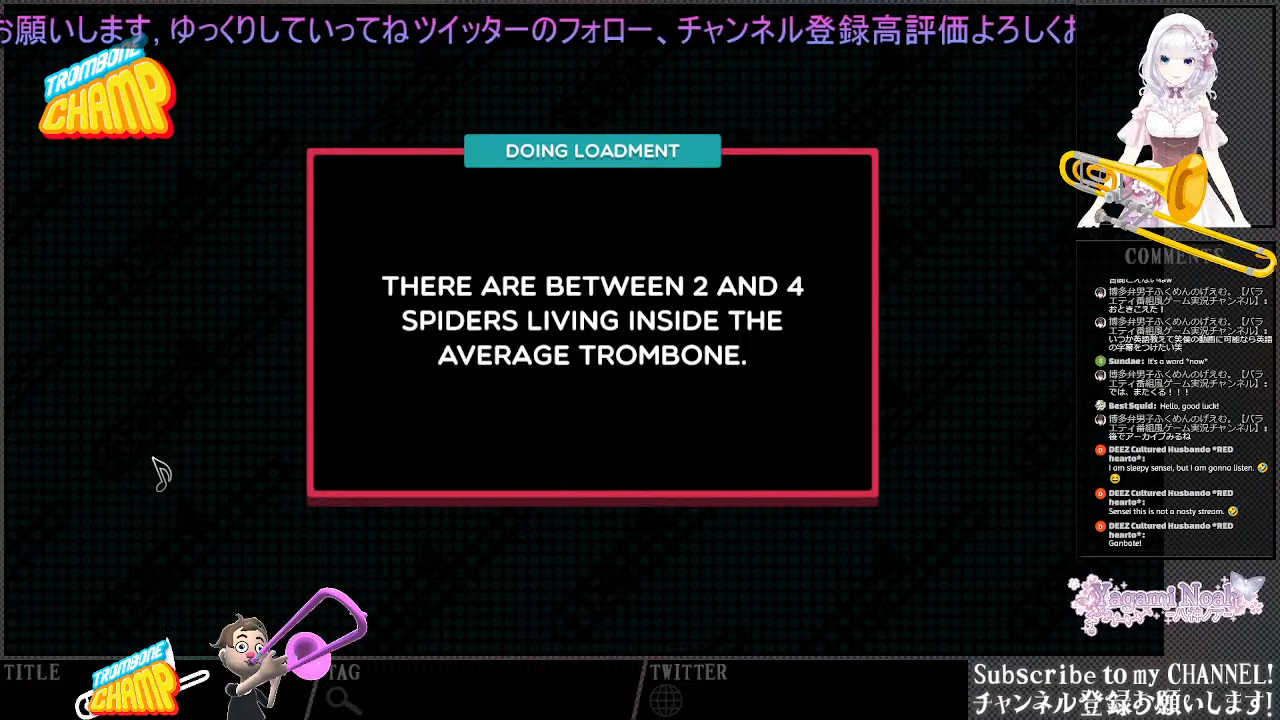 お願いします, ゆっくりしていってねツイッターのフォロー、チャンネル登録高評価よろしくお
TROMBONE
CHAMP
DOING LOADMENT
THERE ARE BETWEEN 2 AND 4
SPIDERS LIVING INSIDE THE
AVERAGE TROMBONE.
COMMENTS
博多弁男子ふくめんのげえむ。【バラ
エティ番組風ゲーム実況チャンネル】:
おときこえた！
博多弁男子ふくめんのげえむ。【バラ
エティ番組風ゲーム実況チャンネル】:
いつか英語教えて笑僕の動画に可能なら英語
の字幕をつけたい笑
Sundae: It's a word *now*
博多弁男子ふくめんのげえむ。【バラ
エティ番組風ゲーム実況チャンネル】:
では、またくる！！！
Best Squid: Hello, good luck!
博多弁男子ふくめんのげえむ。【バラ
エティ番組風ゲーム実況チャンネル】:
後でアーカイブみるね
DEEZ Cultured Husbando *RED
hearto*:
I am sleepy sensei, but I am gonna listen. 🤣
😆
DEEZ Cultured Husbando *RED
hearto*:
Sensei this is not a nasty stream. 🤣
DEEZ Cultured Husbando *RED
hearto*:
Ganbate!
Yagami Noah
八神ノア
TITLE
TROMBONE
CHAMP
TAG
TWITTER
Subscribe to my CHANNEL!
チャンネル登録お願いします!